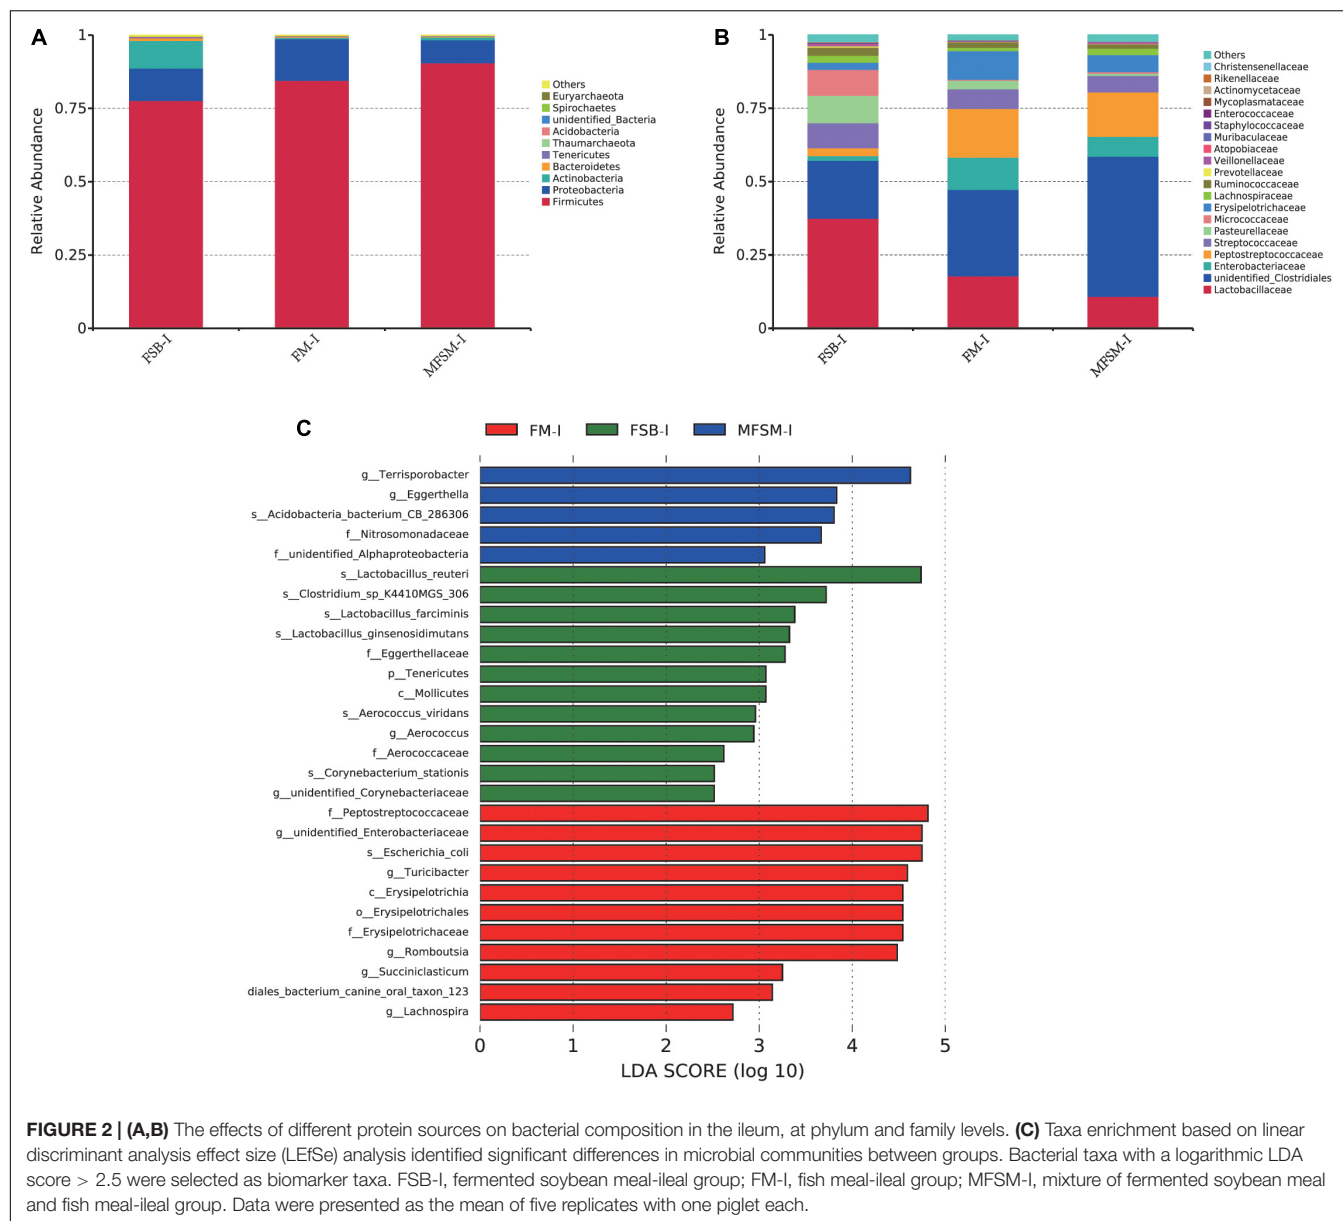 A
Relative Abundance
1
0.75
0.5
0.25
0
FSB-I
FM-I
MFSM-I
Others
Euryarchaeota
Spirochaetes
unidentified_Bacteria
Acidobacteria
Thaumarchaeota
Tenericutes
Bacteroidetes
Actinobacteria
Proteobacteria
Firmicutes
B
Relative Abundance
1
0.75
0.5
0.25
0
FSB-I
FM-I
MFSM-I
Others
Christensenellaceae
Rikenellaceae
Actinomycetaceae
Mycoplasmataceae
Enterococcaceae
Staphylococcaceae
Muribaculaceae
Atopobiaceae
Veillonellaceae
Prevotellaceae
Ruminococcaceae
Lachnospiraceae
Erysipelotrichaceae
Micrococcaceae
Pasteurellaceae
Streptococcaceae
Peptostreptococcaceae
Enterobacteriaceae
unidentified_Clostridiales
Lactobacillaceae
C
FM-I FSB-I MFSM-I
g__Terrisporobacter
g__Eggerthella
s__Acidobacteria_bacterium_CB_286306
f__Nitrosomonadaceae
f__unidentified_Alphaproteobacteria
s__Lactobacillus_reuteri
s__Clostridium_sp_K4410MGS_306
s__Lactobacillus_farciminis
s__Lactobacillus_ginsenosidimutans
f__Eggerthellaceae
p__Tenericutes
c__Mollicutes
s__Aerococcus_viridans
g__Aerococcus
f__Aerococcaceae
s__Corynebacterium_stationis
g__unidentified_Corynebacteriaceae
f__Peptostreptococcaceae
g__unidentified_Enterobacteriaceae
s__Escherichia_coli
g__Turicibacter
c__Erysipelotrichia
o__Erysipelotrichales
f__Erysipelotrichaceae
g__Romboutsia
g__Succiniclasticum
diales_bacterium_canine_oral_taxon_123
g__Lachnospira
0 1 2 3 4 5
LDA SCORE (log 10)
FIGURE 2 | (A,B) The effects of different protein sources on bacterial composition in the ileum, at phylum and family levels. (C) Taxa enrichment based on linear
discriminant analysis effect size (LEfSe) analysis identified significant differences in microbial communities between groups. Bacterial taxa with a logarithmic LDA
score > 2.5 were selected as biomarker taxa. FSB-I, fermented soybean meal-ileal group; FM-I, fish meal-ileal group; MFSM-I, mixture of fermented soybean meal
and fish meal-ileal group. Data were presented as the mean of five replicates with one piglet each.